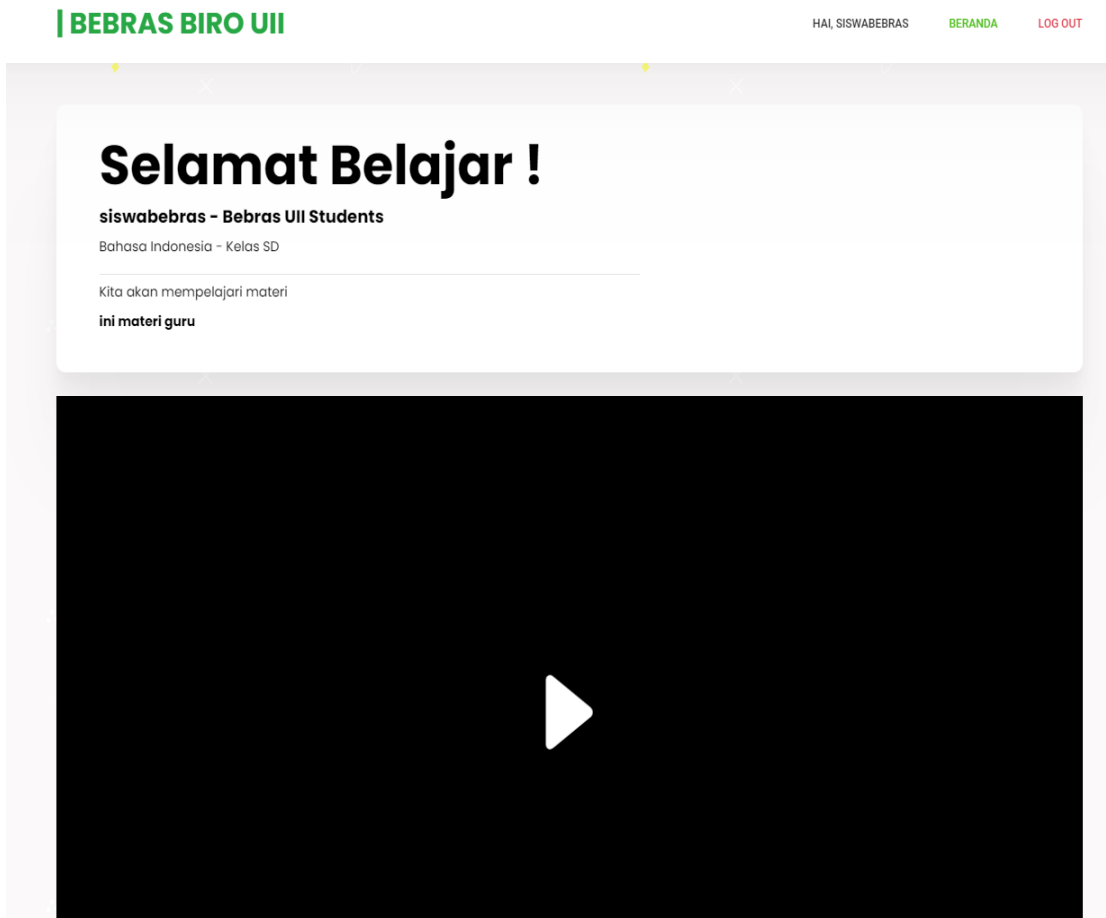 | BEBRAS BIRO UII
HAI, SISWABEBRAS BERANDA LOG OUT
Selamat Belajar !
siswabebras - Bebras UII Students
Bahasa Indonesia - Kelas SD
Kita akan mempelajari materi
ini materi guru